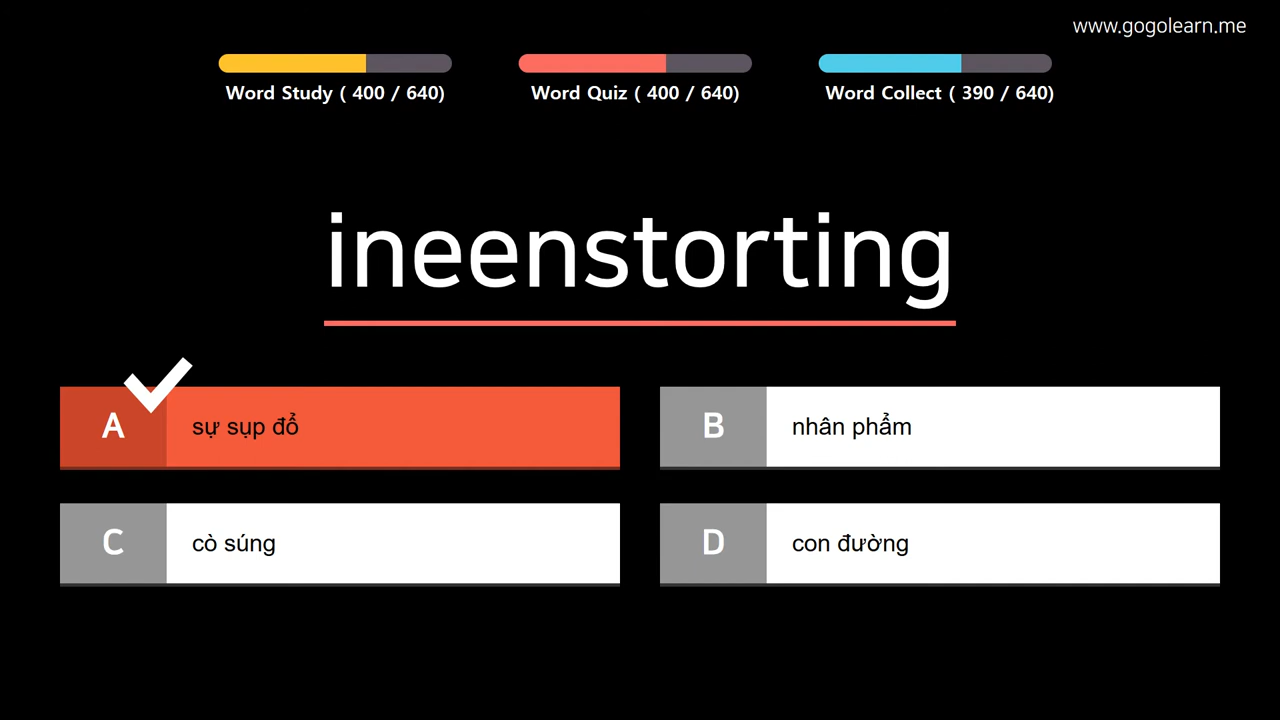 www.gogolearn.me
Word Study ( 400 / 640)
Word Quiz ( 400 / 640)
Word Collect ( 390 / 640)
ineenstorting
A
sự sụp đổ
B
nhân phẩm
C
cò súng
D
con đường